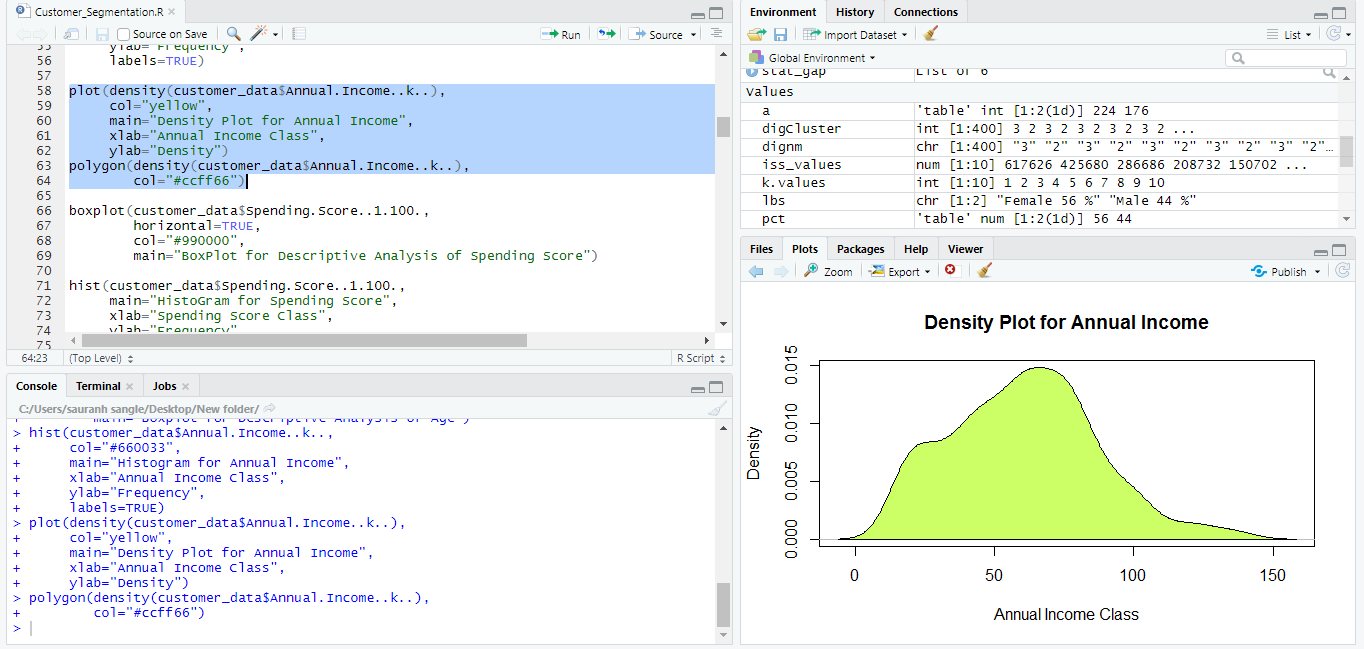 Customer_Segmentation.R
Source on Save
Run
Source
55 ylab="Frequency",
56 labels=TRUE)
57
58 plot(density(customer_data$Annual.Income..k..),
59 col="yellow",
60 main="Density Plot for Annual Income",
61 xlab="Annual Income Class",
62 ylab="Density")
63 polygon(density(customer_data$Annual.Income..k..),
64 col="#ccff66")
65
66 boxplot(customer_data$Spending.Score..1.100.,
67 horizontal=TRUE,
68 col="#990000",
69 main="BoxPlot for Descriptive Analysis of Spending Score")
70
71 hist(customer_data$Spending.Score..1.100.,
72 main="HistoGram for Spending Score",
73 xlab="Spending Score Class",
74 ylab="Frequency"
75
64:23 (Top Level) R Script
Console Terminal Jobs
C:/Users/sauranh sangle/Desktop/New folder/
+ main="Boxplot for Descriptive Analysis of Age")
> hist(customer_data$Annual.Income..k..,
+ col="#660033",
+ main="Histogram for Annual Income",
+ xlab="Annual Income Class",
+ ylab="Frequency",
+ labels=TRUE)
> plot(density(customer_data$Annual.Income..k..),
+ col="yellow",
+ main="Density Plot for Annual Income",
+ xlab="Annual Income Class",
+ ylab="Density")
> polygon(density(customer_data$Annual.Income..k..),
+ col="#ccff66")
>
Environment History Connections
Import Dataset List
Global Environment
stat_gap List of 6
Values
a 'table' int [1:2(1d)] 224 176
digCluster int [1:400] 3 2 3 2 3 2 3 2 3 2 ...
dignm chr [1:400] "3" "2" "3" "2" "3" "2" "3" "2" "3" "2"…
iss_values num [1:10] 617626 425680 286686 208732 150702 ...
k.values int [1:10] 1 2 3 4 5 6 7 8 9 10
lbs chr [1:2] "Female 56 %" "Male 44 %"
pct 'table' num [1:2(1d)] 56 44
Files Plots Packages Help Viewer
Zoom Export Publish
Density Plot for Annual Income
Density
0.015
0.010
0.005
0.000
0 50 100 150
Annual Income Class